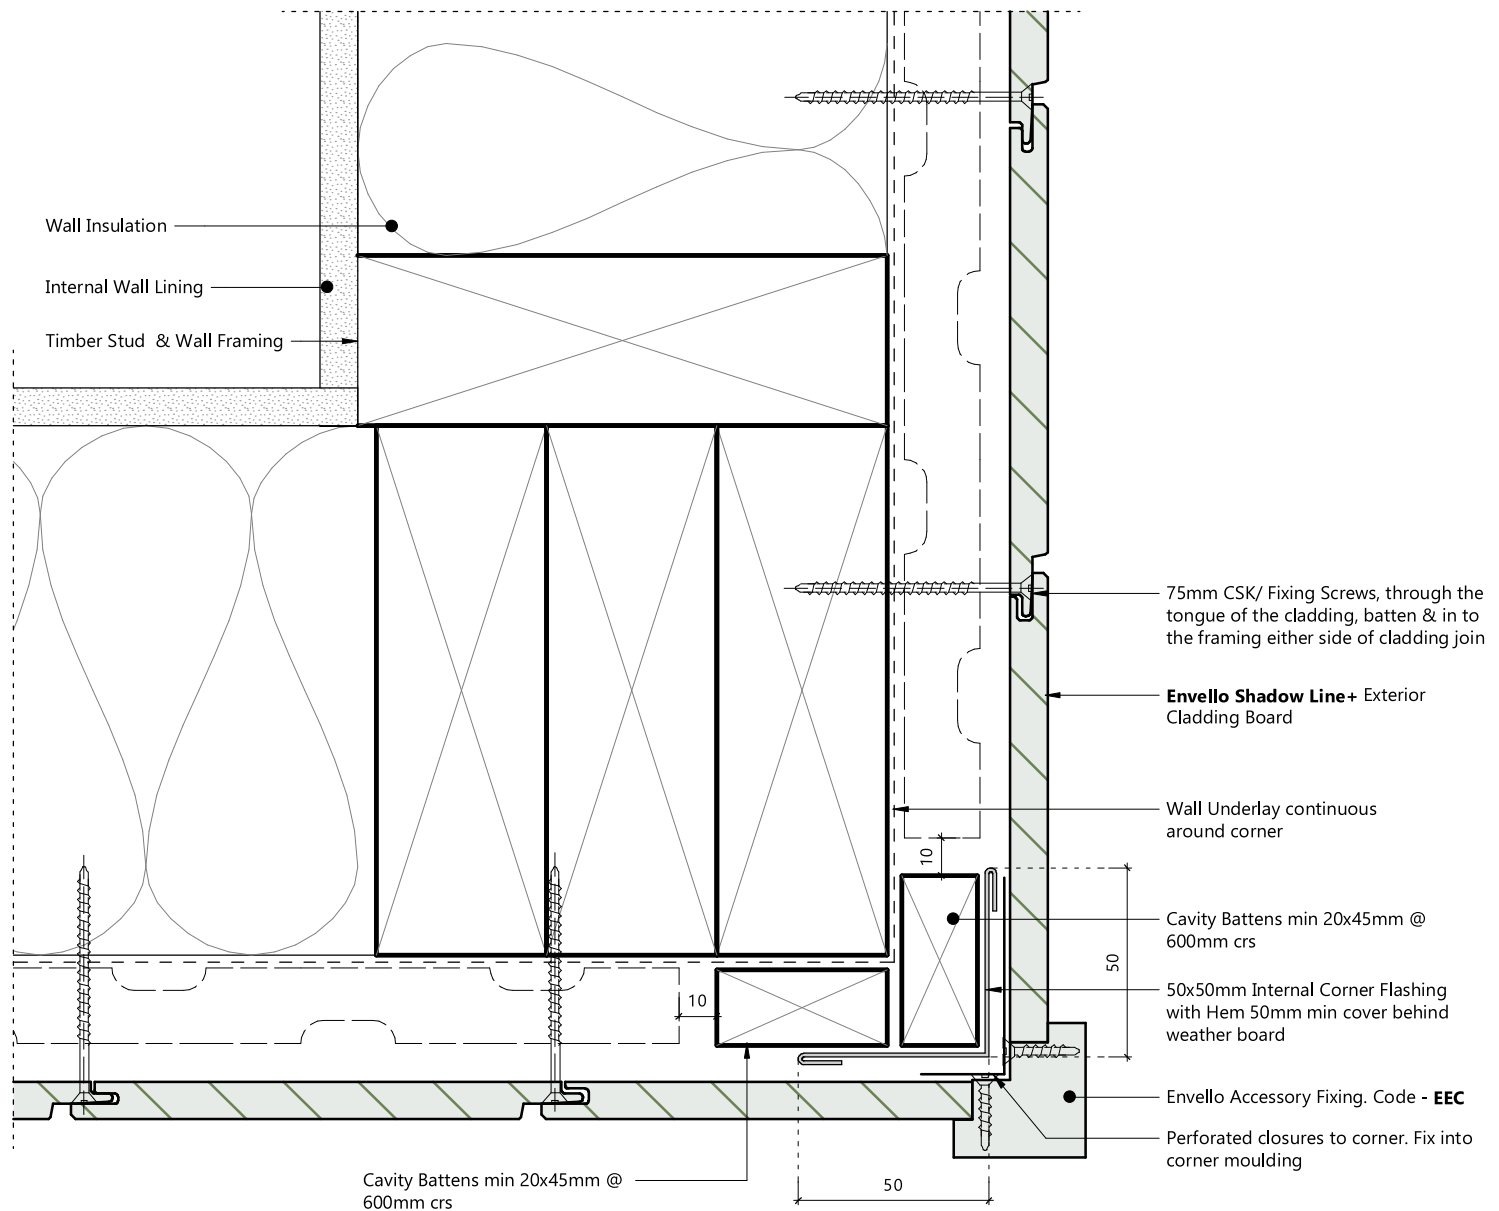 Wall Insulation
Internal Wall Lining
Timber Stud & Wall Framing
75mm CSK/ Fixing Screws, through the
tongue of the cladding, batten & in to
the framing either side of cladding join
Envello Shadow Line+ Exterior
Cladding Board
Wall Underlay continuous
around corner
10
Cavity Battens min 20x45mm @
600mm crs
50
10
50x50mm Internal Corner Flashing
with Hem 50mm min cover behind
weather board
Envello Accessory Fixing. Code - EEC
Perforated closures to corner. Fix into
corner moulding
Cavity Battens min 20x45mm @
600mm crs
50